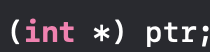 (int *) ptr;